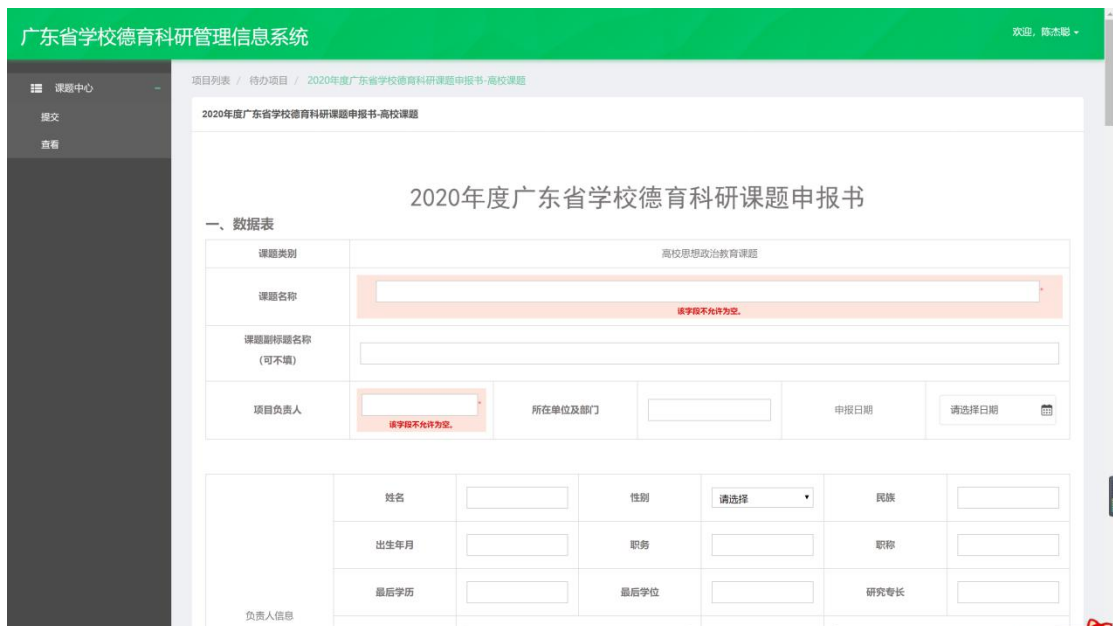 广东省学校德育科研管理信息系统
欢迎, 陈杰聪
课题中心
提交
查看
项目列表 / 待办项目 / 2020年度广东省学校德育科研课题申报书-高校课题
2020年度广东省学校德育科研课题申报书-高校课题
2020年度广东省学校德育科研课题申报书
一、数据表
课题类别 高校思想政治教育课题
课题名称 *
该字段不允许为空。
课题副标题名称
(可不填)
项目负责人 * 所在单位及部门 申报日期 请选择日期
该字段不允许为空。
姓名 性别 请选择 民族
出生年月 职务 职称
最后学历 最后学位 研究专长
负责人信息